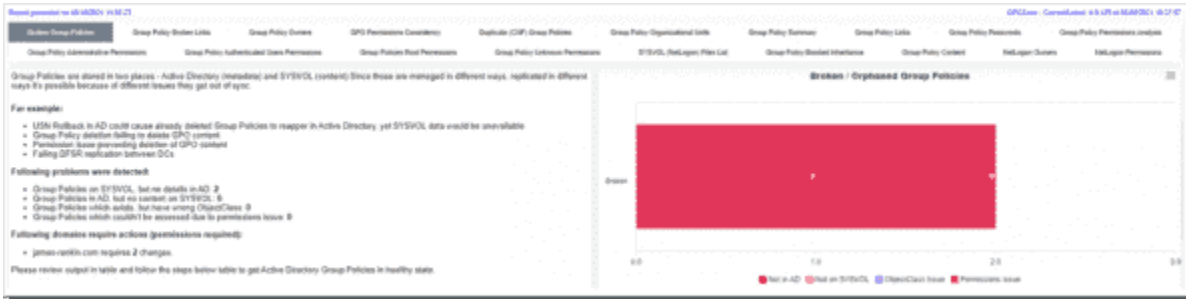 Broken Group Policies Group Policy Broken Links Group Policy Owners GPO Permissions Consistency Duplicate (CNF) Group Policies Group Policy Organizational Units Group Policy Summary Group Policy Links Group Policy Passwords Group Policy Permissions Analysis
Group Policy Administrative Permissions Group Policy Authenticated Users Permissions Group Policies Root Permissions Group Policy Unknown Permissions SYSVOL (NetLogon) Files List Group Policy Blocked Inheritance Group Policy Content NetLogon Owners NetLogon Permissions
Group Policies are stored in two places - Active Directory (metadata) and SYSVOL (content) Since those are managed in different ways, replicated in different
ways it's possible because of different issues they get out of sync.
For example:
USN Rollback in AD could cause already deleted Group Policies to reapper in Active Directory, yet SYSVOL data would be unavailable
Group Policy deletion failing to delete GPO content
Permission issue preventing deletion of GPO content
Failing DFSR replication between DCs
Following problems were detected:
Group Policies on SYSVOL, but no details in AD: 2
Group Policies in AD, but no content on SYSVOL: 0
Group Policies which exists, but have wrong ObjectClass: 0
Group Policies which couldn't be assessed due to permissions issue: 0
Following domains require actions (permissions required):
james-rankin.com requires 2 changes.
Please review output in table and follow the steps below table to get Active Directory Group Policies in healthy state.
Broken / Orphaned Group Policies
Broken
0.0 1.0 2.0 3.0
Not in AD Not on SYSVOL ObjectClass Issue Permissions Issue